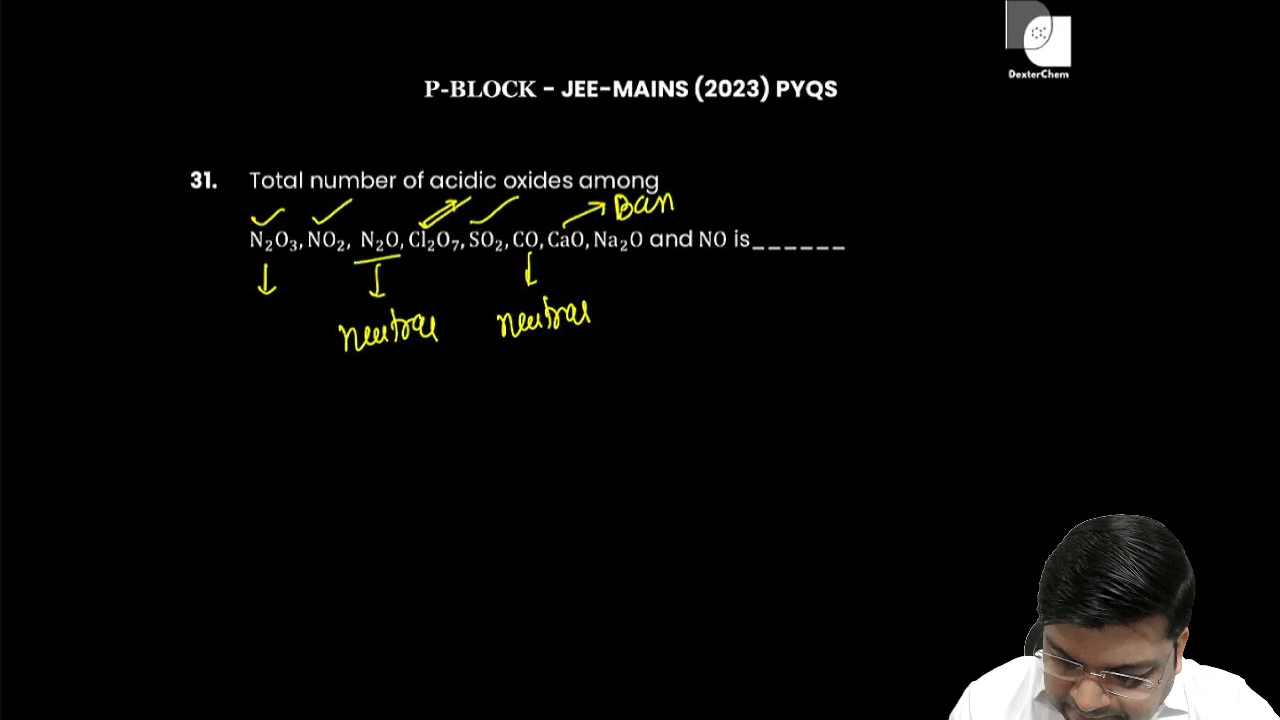 DexterChem
P-BLOCK - JEE-MAINS (2023) PYQS
31. Total number of acidic oxides among
N₂O₃, NO₂, N₂O, Cl₂O₇, SO₂, CO, CaO, Na₂O and NO is______
neutral
neutral